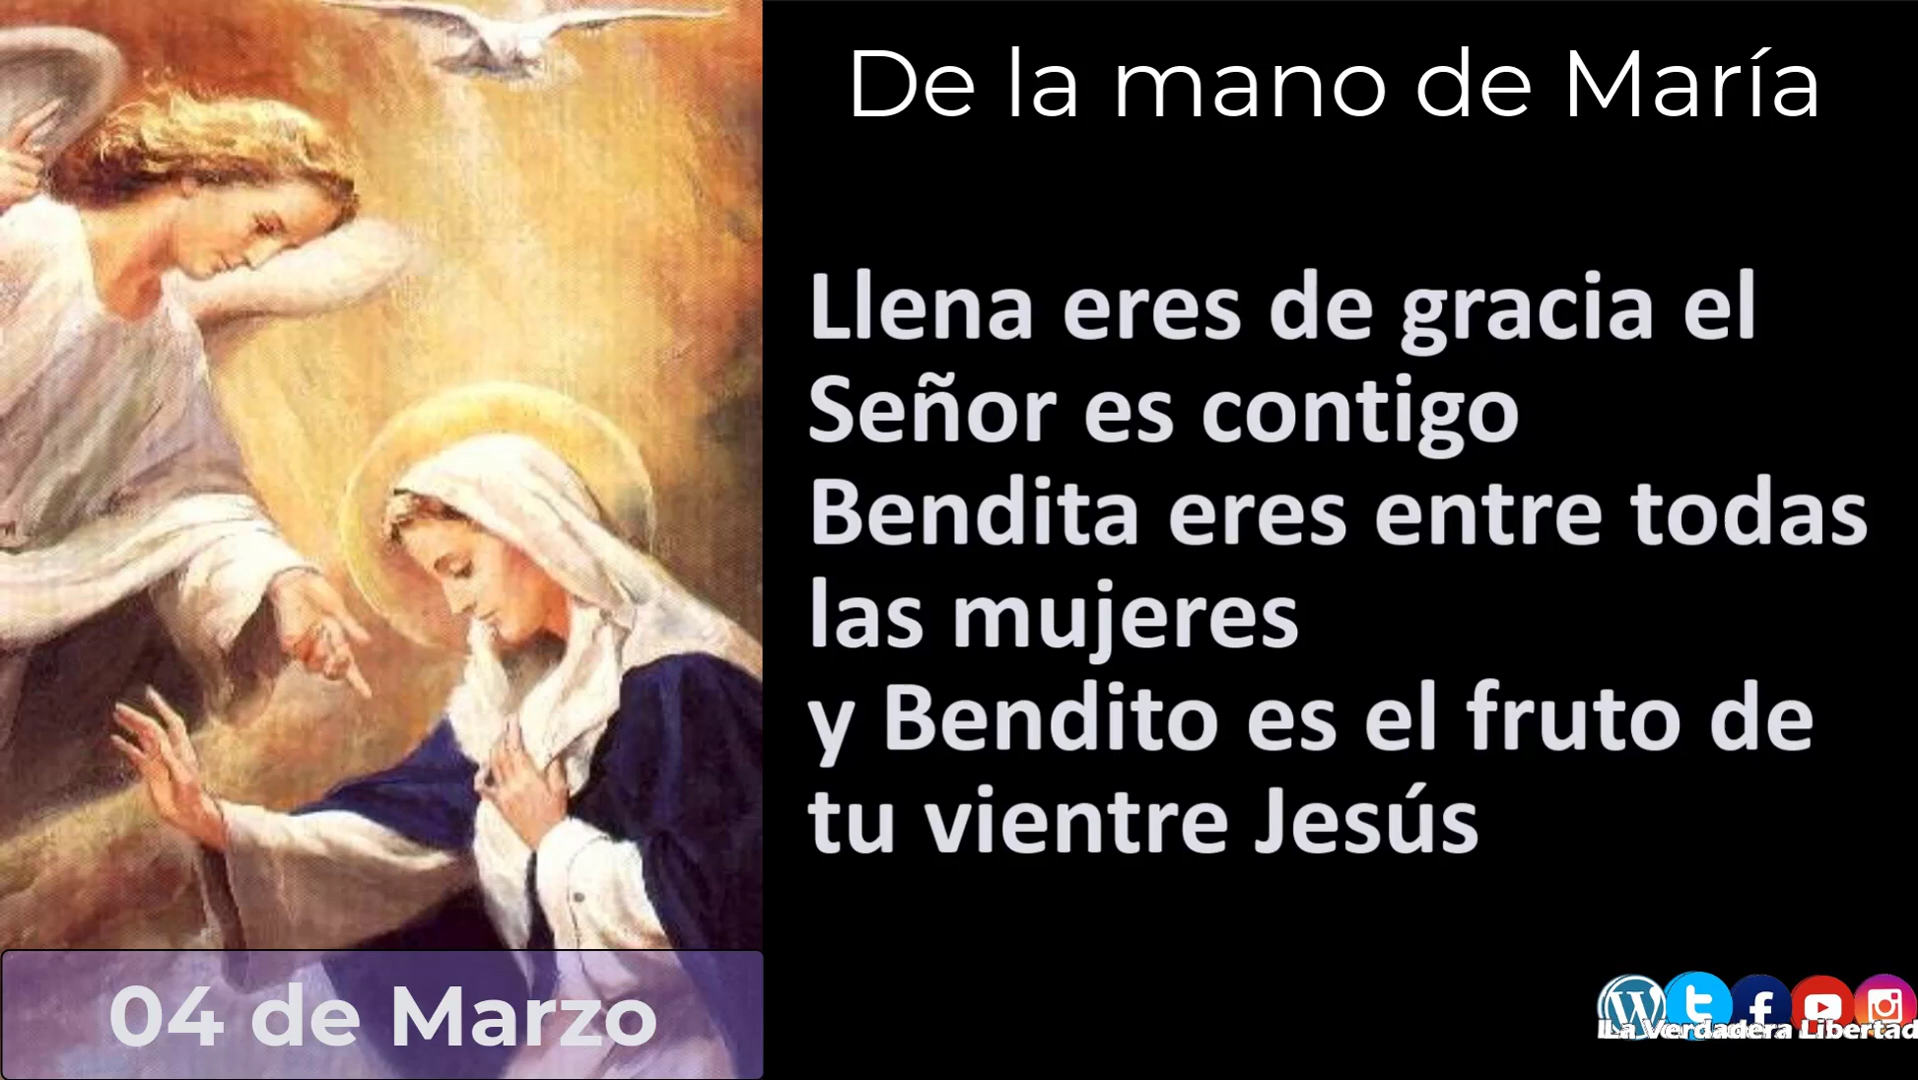 De la mano de María
Llena eres de gracia el
Señor es contigo
Bendita eres entre todas
las mujeres
y Bendito es el fruto de
tu vientre Jesús
04 de Marzo
La Verdadera Libertad